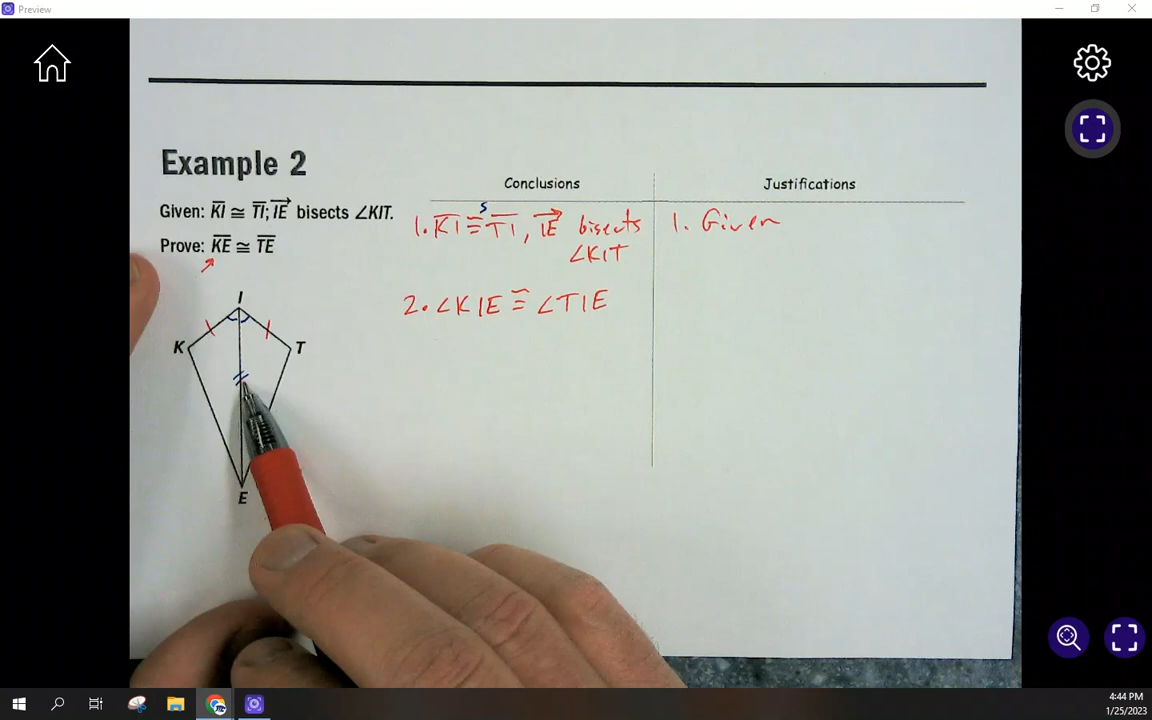 Preview
Example 2
Conclusions
Justifications
Given: KI ≅ TI; IE bisects ∠KIT.
Prove: KE ≅ TE
s
1. KI ≅ TI, IE bisects
∠KIT
1. Given
2. ∠KIE ≅ ∠TIE
I
K
T
E
4:44 PM
1/25/2023